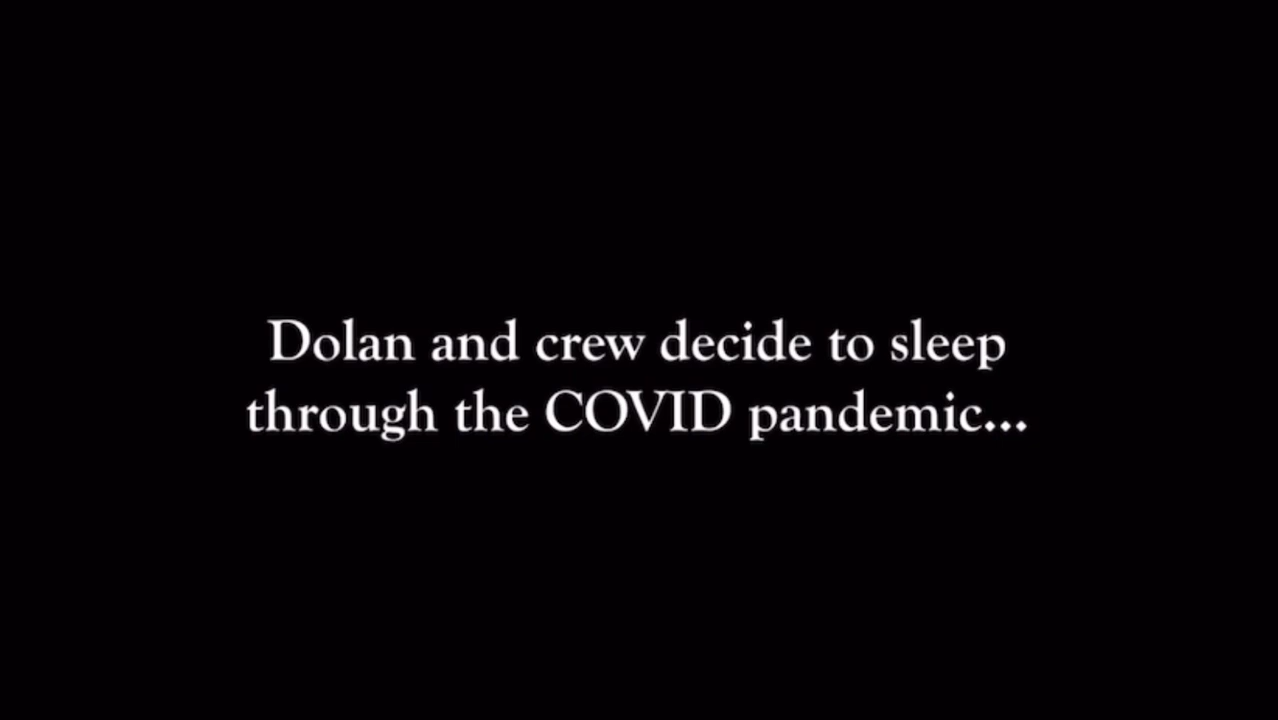 Dolan and crew decide to sleep
through the COVID pandemic...